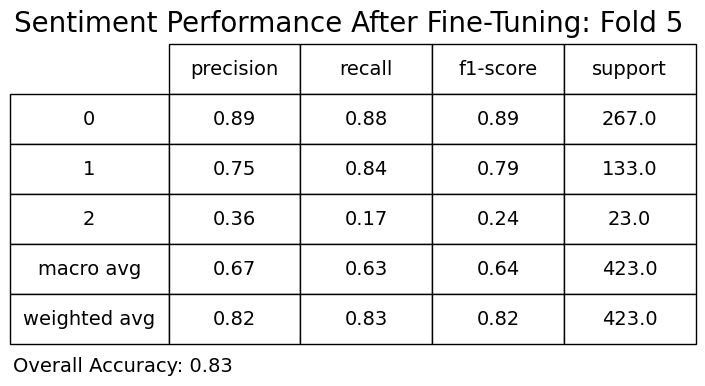 Sentiment Performance After Fine-Tuning: Fold 5
precision recall f1-score support
0 0.89 0.88 0.89 267.0
1 0.75 0.84 0.79 133.0
2 0.36 0.17 0.24 23.0
macro avg 0.67 0.63 0.64 423.0
weighted avg 0.82 0.83 0.82 423.0
Overall Accuracy: 0.83